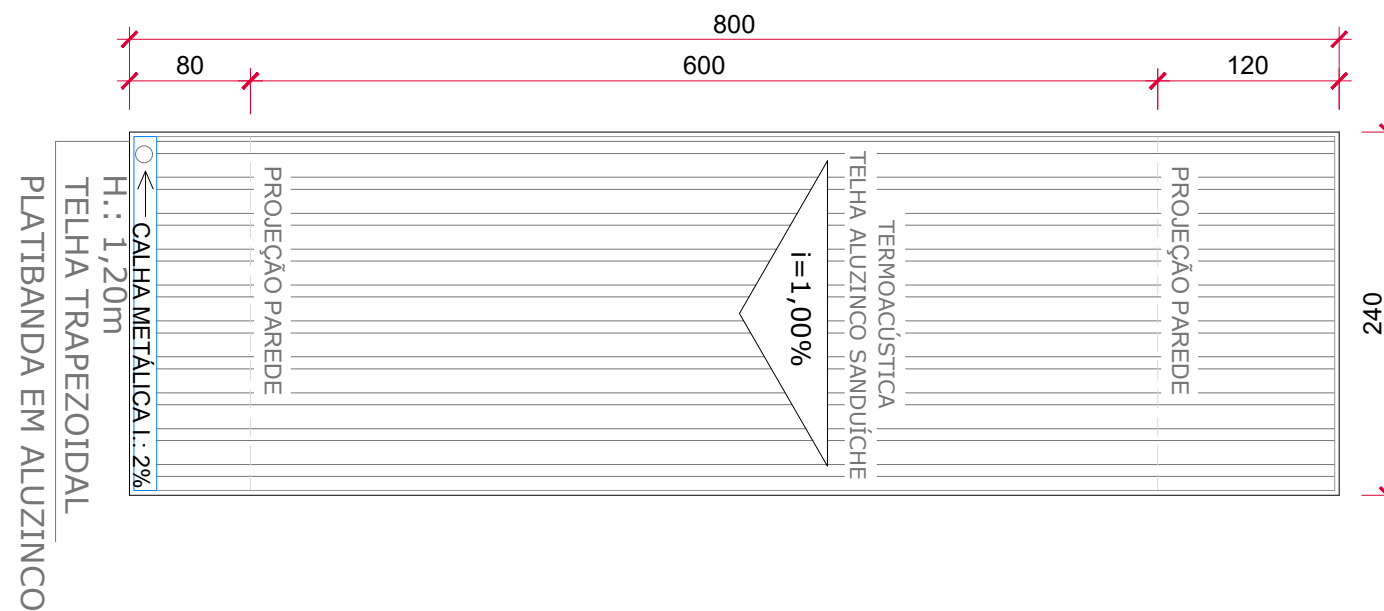 800
80
600
120
240
PLATIBANDA EM ALUZINCO
TELHA TRAPEZOIDAL
H.: 1,20m
CALHA METÁLICA I.: 2%
PROJEÇÃO PAREDE
i=1,00%
TELHA ALUZINCO SANDUÍCHE
TERMOACÚSTICA
PROJEÇÃO PAREDE